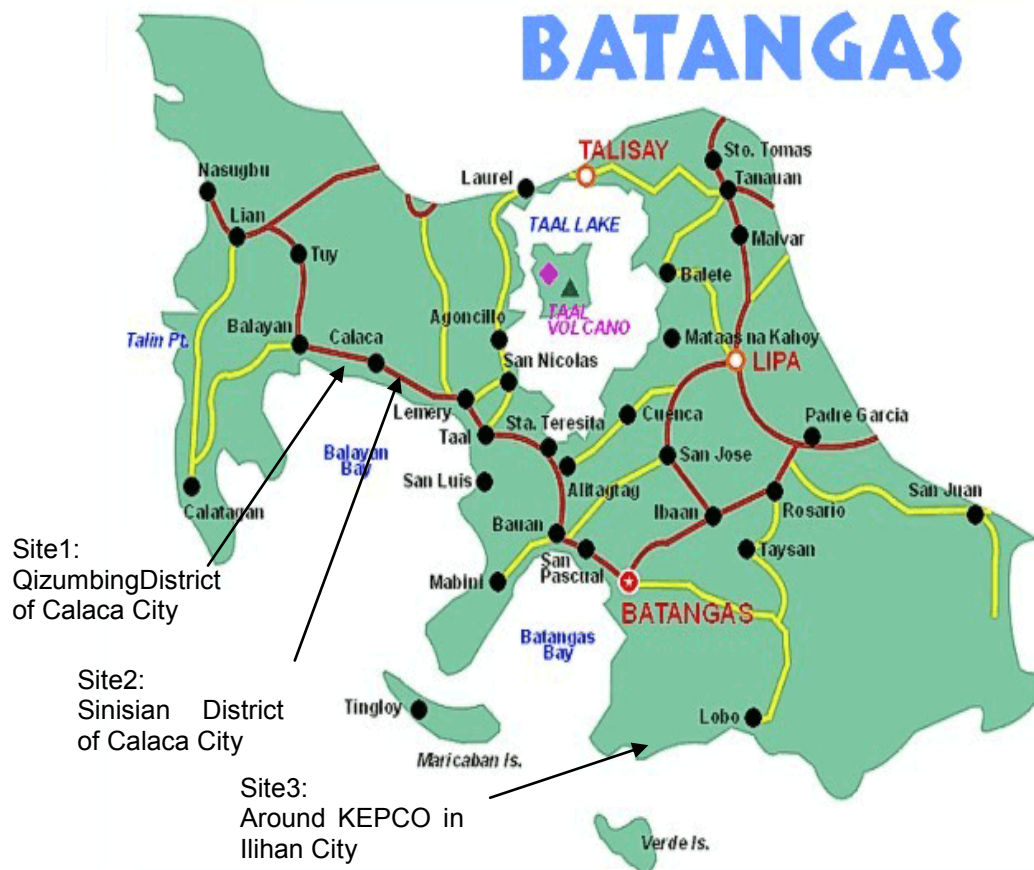 BATANGAS
TALISAY
Sto. Tomas
Nasugbu
Laurel
Tanauan
Lian
TAAL LAKE
Malvar
Tuy
Balete
Agoncillo
TAAL
VOLCANO
Balayan
Calaca
Talin Pt.
Mataas na Kahoy
San Nicolas
LIPA
Lemery
Cuenca
Padre Garcia
Sta. Teresita
Taal
Balayan
Bay
San Jose
San Luis
Alitagtag
San Juan
Calatagan
Rosario
Ibaan
Bauan
Site1:
QizumbingDistrict
of Calaca City
San
Pascual
Taysan
Mabini
BATANGAS
Batangas
Bay
Site2:
Sinisian District
of Calaca City
Tingloy
Lobo
Maricaban Is.
Site3:
Around KEPCO in
Ilihan City
Verde Is.